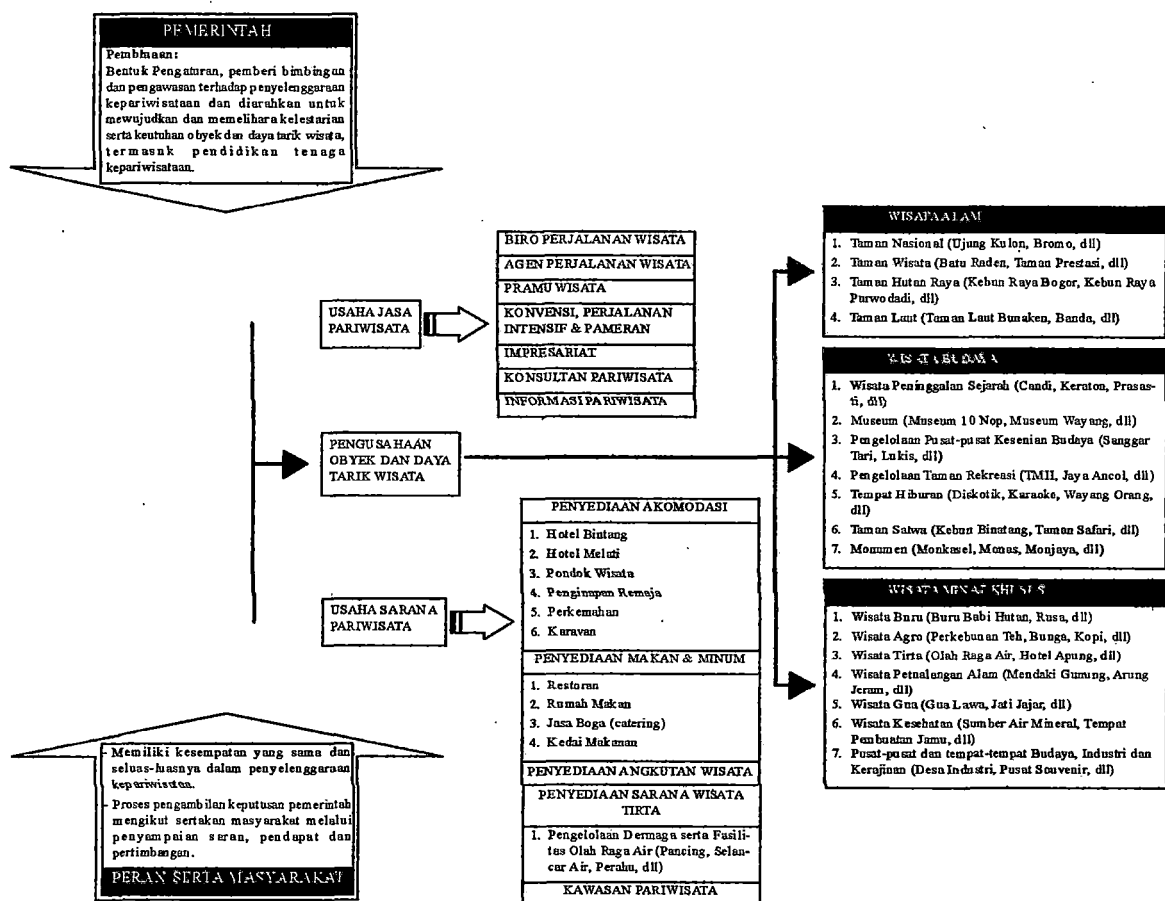 PEMERINTAH
Pembinaan:
Bentuk Pengaturan, pemberi bimbingan
dan pengawasan terhadap penyelenggaraan
kepariwisataan dan diarahkan untuk
mewujudkan dan memelihara kelestarian
serta keutuhan obyek dan daya tarik wisata,
termasuk pendidikan tenaga
kepariwisataan.
USAHA JASA
PARIWISATA
BIRO PERJALANAN WISATA
AGEN PERJALANAN WISATA
PRAMU WISATA
KONVENSI, PERJALANAN
INTENSIF & PAMERAN
IMPRESARIAT
KONSULTAN PARIWISATA
INFORMASI PARIWISATA
PENGUSAHAAN
OBYEK DAN DAYA
TARIK WISATA
USAHA SARANA
PARIWISATA
PENYEDIAAN AKOMODASI
1. Hotel Bintang
2. Hotel Melati
3. Pondok Wisata
4. Penginapan Remaja
5. Perkemahan
6. Karavan
PENYEDIAAN MAKAN & MINUM
1. Restoran
2. Rumah Makan
3. Jasa Boga (catering)
4. Kedai Makanan
PENYEDIAAN ANGKUTAN WISATA
PENYEDIAAN SARANA WISATA
TIRTA
1. Pengelolaan Dermaga serta Fasili-
tas Olah Raga Air (Pancing, Selan-
car Air, Perahu, dll)
KAWASAN PARIWISATA
WISATA ALAM
1. Taman Nasional (Ujung Kulon, Bromo, dll)
2. Taman Wisata (Batu Raden, Taman Prestasi, dll)
3. Taman Hutan Raya (Kebun Raya Bogor, Kebun Raya
Purwodadi, dll)
4. Taman Laut (Taman Laut Bunaken, Banda, dll)
WISATA BUDAYA
1. Wisata Peninggalan Sejarah (Candi, Keraton, Prasas-
ti, dll)
2. Museum (Museum 10 Nop, Museum Wayang, dll)
3. Pengelolaan Pusat-pusat Kesenian Budaya (Sanggar
Tari, Lukis, dll)
4. Pengelolaan Taman Rekreasi (TMII, Jaya Ancol, dll)
5. Tempat Hiburan (Diskotik, Karaoke, Wayang Orang,
dll)
6. Taman Satwa (Kebun Binatang, Taman Safari, dll)
7. Monumen (Monkasel, Monas, Monjaya, dll)
WISATA MINAT KHUSUS
1. Wisata Buru (Buru Babi Hutan, Rusa, dll)
2. Wisata Agro (Perkebunan Teh, Bunga, Kopi, dll)
3. Wisata Tirta (Olah Raga Air, Hotel Apung, dll)
4. Wisata Petualangan Alam (Mendaki Gunung, Arung
Jeram, dll)
5. Wisata Gua (Gua Lawa, Jati Jajar, dll)
6. Wisata Kesehatan (Sumber Air Mineral, Tempat
Pembuatan Jamu, dll)
7. Pusat-pusat dan tempat-tempat Budaya, Industri dan
Kerajinan (Desa Industri, Pusat Souvenir, dll)
- Memiliki kesempatan yang sama dan
seluas-luasnya dalam penyelenggaraan
kepariwisataan.
- Proses pengambilan keputusan pemerintah
mengikut sertakan masyarakat melalui
penyampaian saran, pendapat dan
pertimbangan.
PERAN SERTA MASYARAKAT